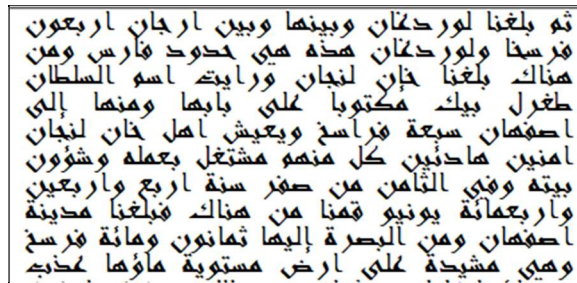 ثم بلغنا لوردغان وبينها وبين ارجان اربعون
فرسخا ولوردغان هذه هي حدود فارس ومن
هناك بلغنا خان لنجان ورايت اسم السلطان
طغرل بيك مكتوبا على بابها ومنها إلى
اصفهان سبعة فراسخ ويعيش اهل خان لنجان
امنين هادئين كل منهم مشتغل بعمله وشؤون
بيته وفي الثامن من صفر سنة اربع واربعين
واربعمائة يونيو قمنا من هناك فبلغنا مدينة
اصفهان ومن البصرة إليها ثمانون ومائة فرسخ
وهي مشيدة على ارض مستوية ماؤها عذب